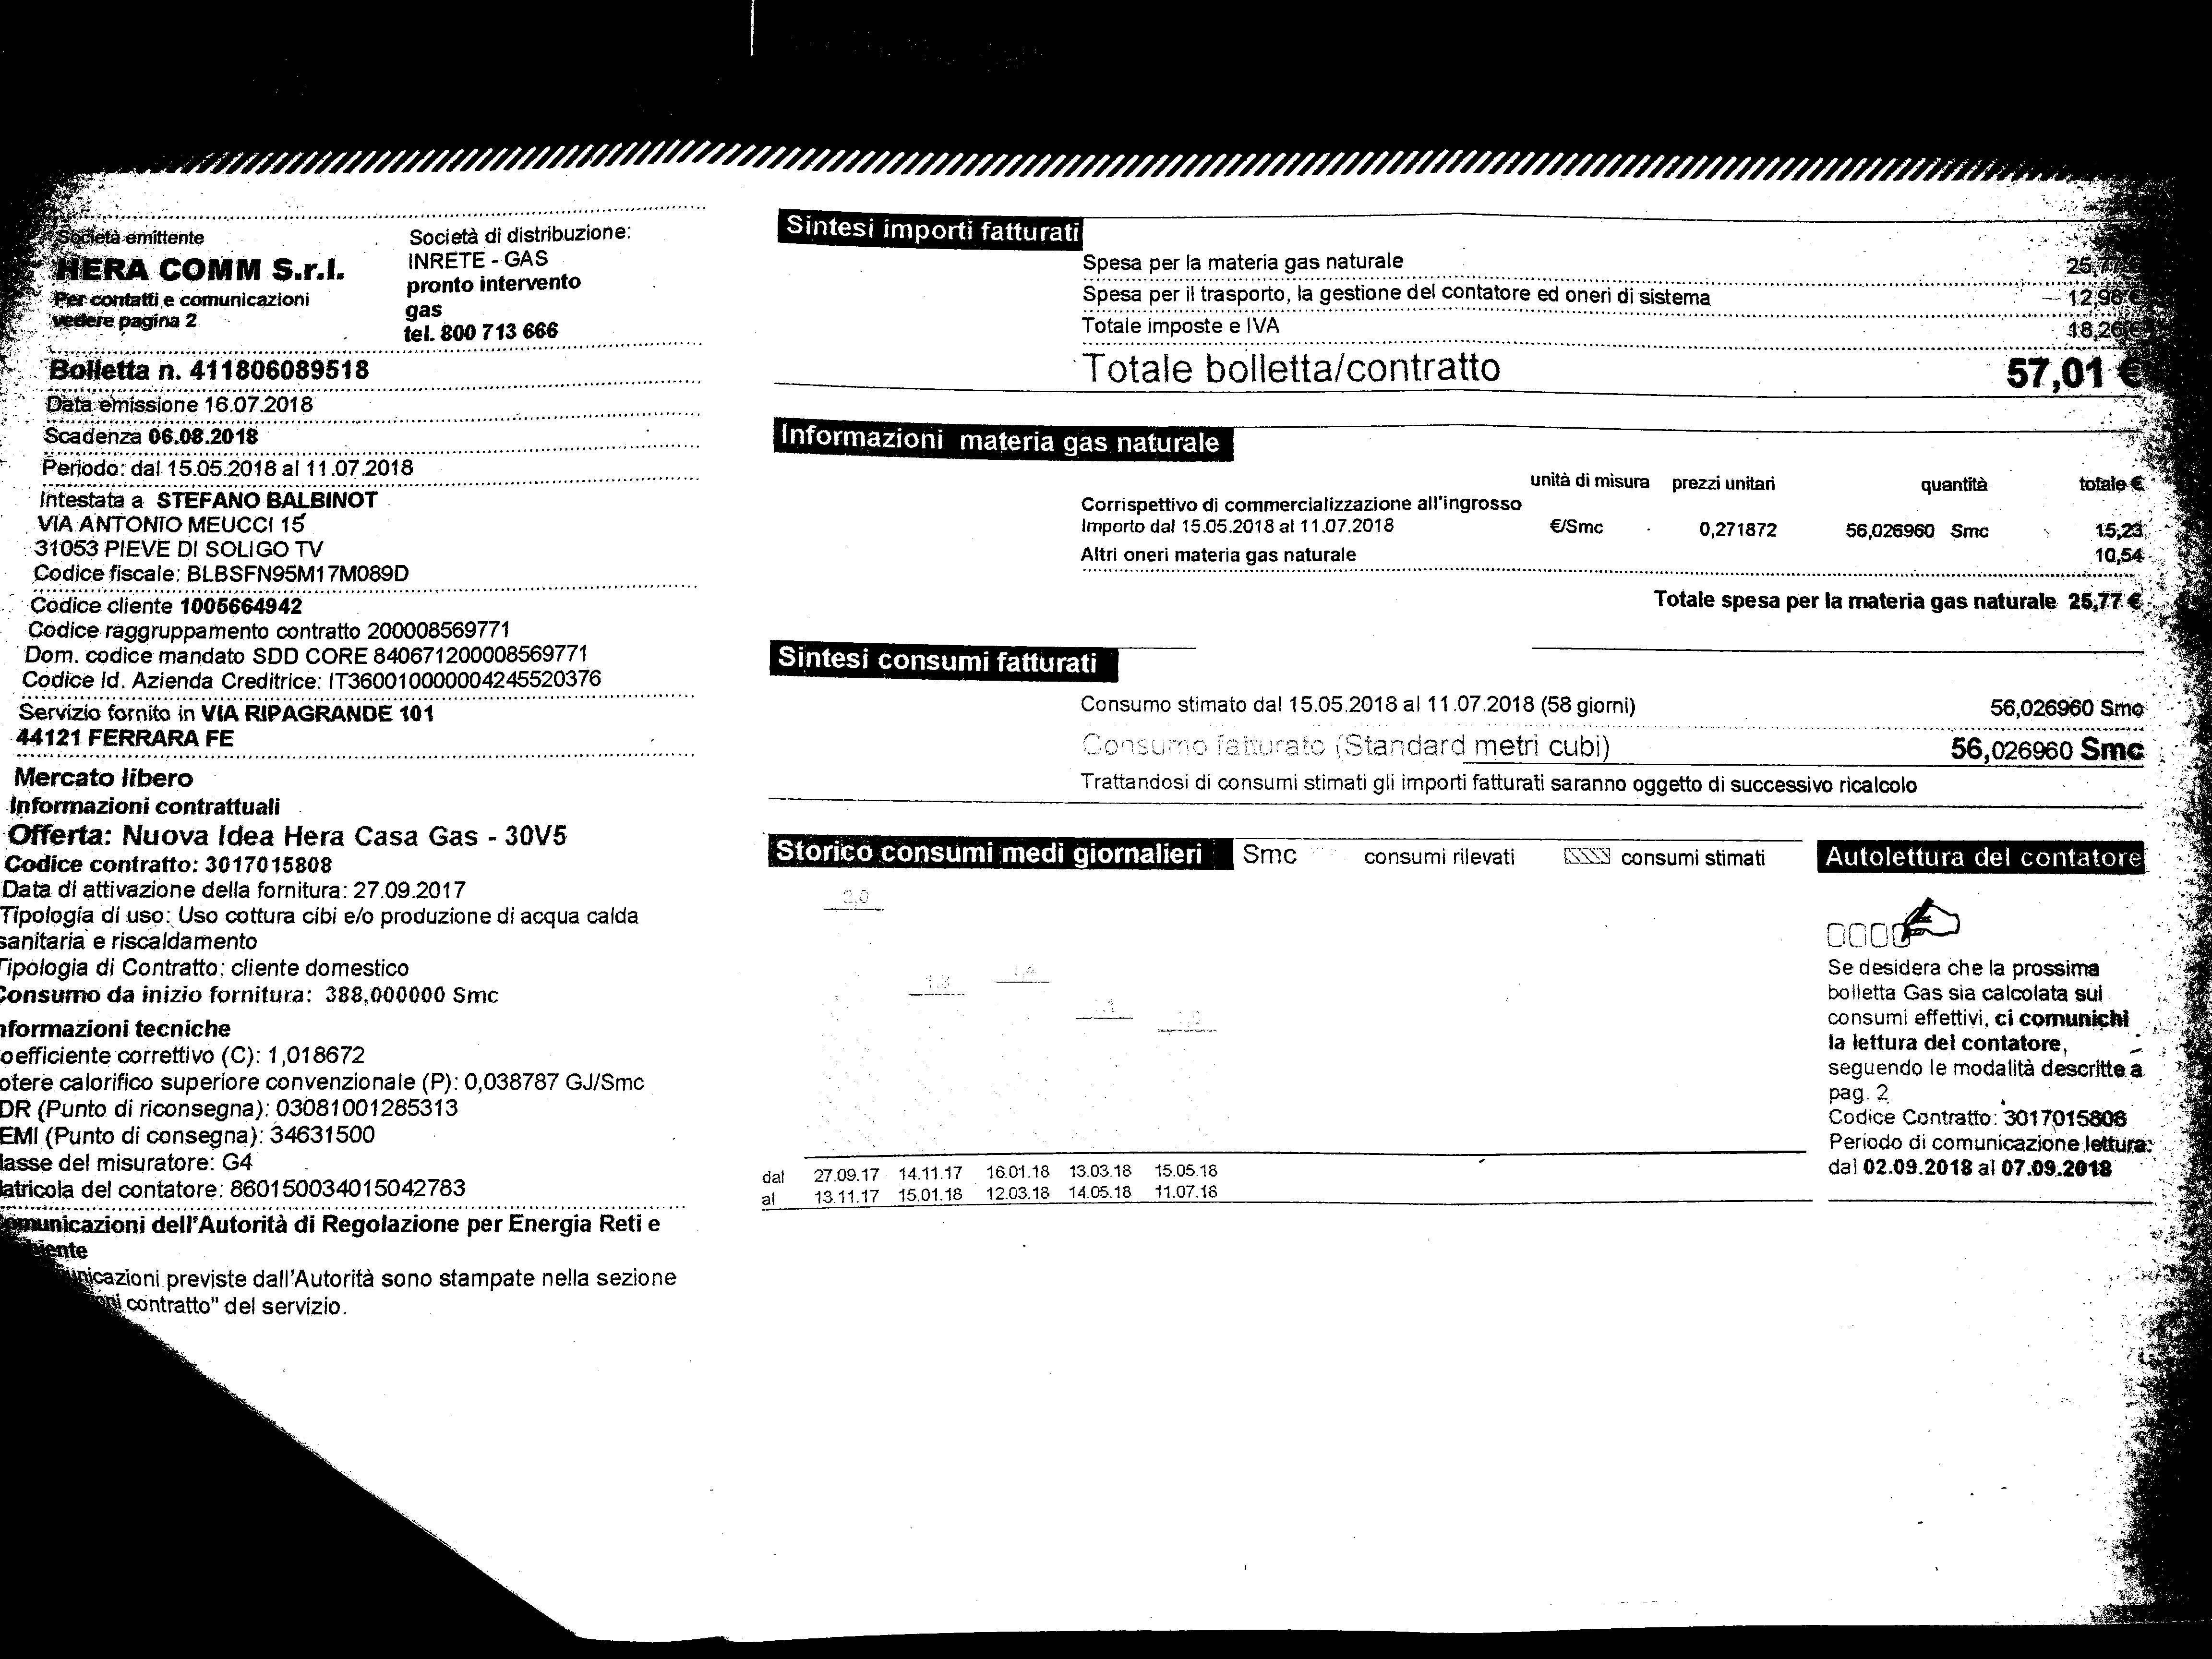 Società emittente
HERA COMM S.r.l.
Per contatti e comunicazioni
vedere pagina 2
Società di distribuzione:
INRETE - GAS
pronto intervento
gas
tel. 800 713 666
Bolletta n. 411806089518
Data emissione 16.07.2018
Scadenza 06.08.2018
Periodo: dal 15.05.2018 al 11.07.2018
Intestata a STEFANO BALBINOT
VIA ANTONIO MEUCCI 15
31053 PIEVE DI SOLIGO TV
Codice fiscale: BLBSFN95M17M089D
Codice cliente 1005664942
Codice raggruppamento contratto 200008569771
Dom. codice mandato SDD CORE 840671200008569771
Codice Id. Azienda Creditrice: IT360010000004245520376
Servizio fornito in VIA RIPAGRANDE 101
44121 FERRARA FE
Mercato libero
Informazioni contrattuali
Offerta: Nuova Idea Hera Casa Gas - 30V5
Codice contratto: 3017015808
Data di attivazione della fornitura: 27.09.2017
Tipologia di uso: Uso cottura cibi e/o produzione di acqua calda
sanitaria e riscaldamento
Tipologia di Contratto: cliente domestico
Consumo da inizio fornitura: 388,000000 Smc
nformazioni tecniche
oefficiente correttivo (C): 1,018672
otere calorifico superiore convenzionale (P): 0,038787 GJ/Smc
DR (Punto di riconsegna): 03081001285313
EMI (Punto di consegna): 34631500
lasse del misuratore: G4
atricola del contatore: 860150034015042783
omunicazioni dell'Autorità di Regolazione per Energia Reti e
iente
nicazioni previste dall'Autorità sono stampate nella sezione
ni contratto" del servizio.
Sintesi importi fatturati
Spesa per la materia gas naturale 25,77 €
Spesa per il trasporto, la gestione del contatore ed oneri di sistema 12,98 €
Totale imposte e IVA 18,26 €
Totale bolletta/contratto 57,01 €
Informazioni materia gas naturale
unità di misura prezzi unitari quantità totale €
Corrispettivo di commercializzazione all'ingrosso
Importo dal 15.05.2018 al 11.07.2018 €/Smc 0,271872 56,026960 Smc 15,23
Altri oneri materia gas naturale 10,54
Totale spesa per la materia gas naturale 25,77 €
Sintesi consumi fatturati
Consumo stimato dal 15.05.2018 al 11.07.2018 (58 giorni) 56,026960 Smc
Consumo fatturato (Standard metri cubi) 56,026960 Smc
Trattandosi di consumi stimati gli importi fatturati saranno oggetto di successivo ricalcolo
Storico consumi medi giornalieri Smc consumi rilevati consumi stimati
2,0
dal 27.09.17 14.11.17 16.01.18 13.03.18 15.05.18
al 13.11.17 15.01.18 12.03.18 14.05.18 11.07.18
Autolettura del contatore
Se desidera che la prossima
bolletta Gas sia calcolata sui
consumi effettivi, ci comunichi
la lettura del contatore,
seguendo le modalità descritte a
pag. 2
Codice Contratto: 3017015808
Periodo di comunicazione lettura:
dal 02.09.2018 al 07.09.2018